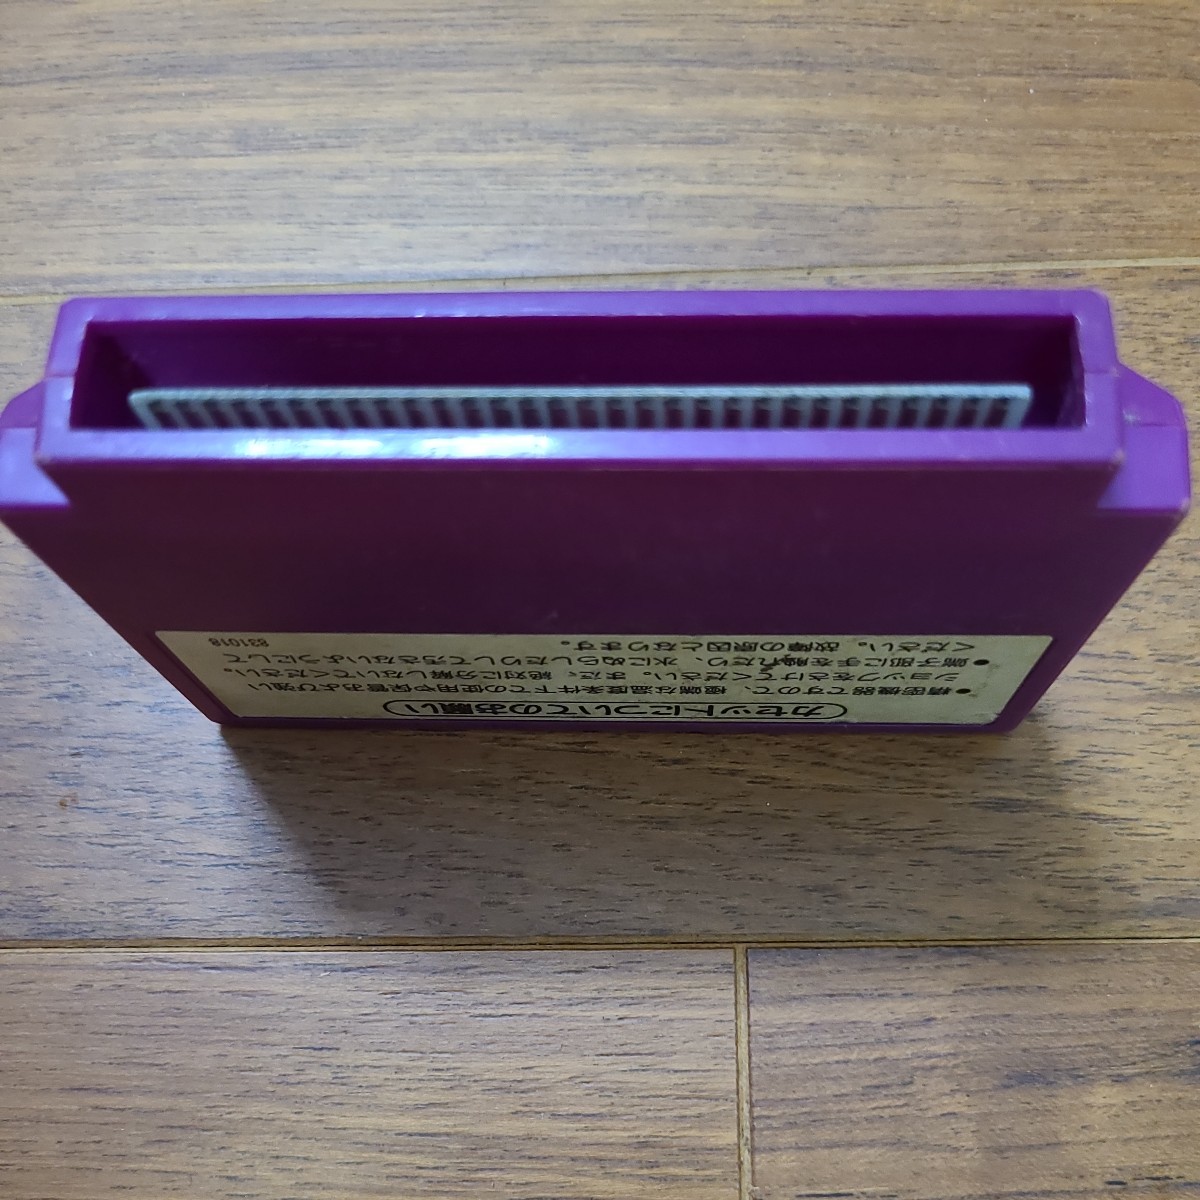 カセットについてのお願い
●精密機器ですので、極端な温度条件下での使用や保管および強い
ショックをさけてください。また、絶対に分解しないでください。
●端子部に手を触れたり、水にぬらしたりして汚さないようにして
ください。故障の原因となります。
831018